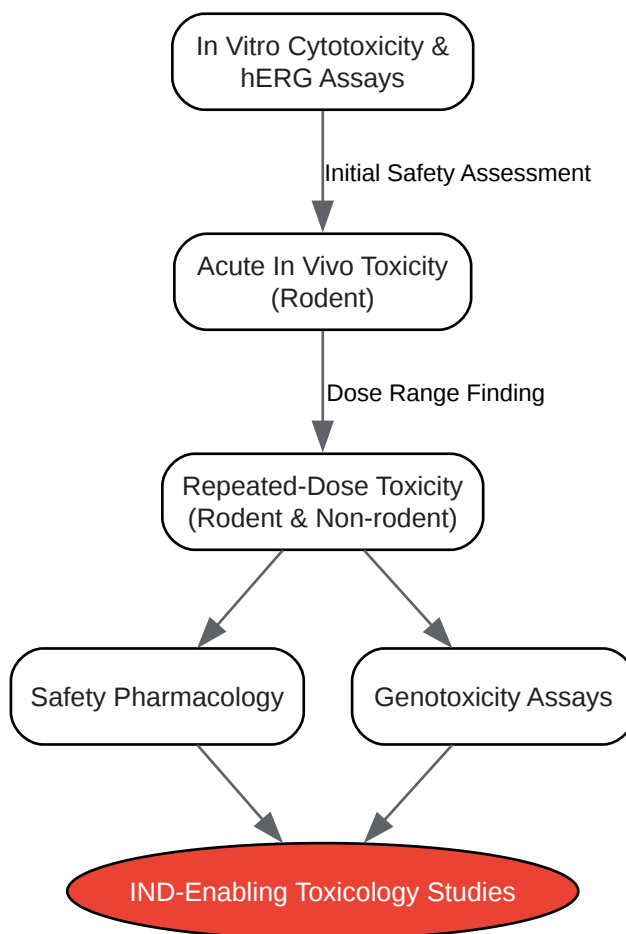 In Vitro Cytotoxicity &
hERG Assays
Initial Safety Assessment
Acute In Vivo Toxicity
(Rodent)
Dose Range Finding
Repeated-Dose Toxicity
(Rodent & Non-rodent)
Safety Pharmacology
Genotoxicity Assays
IND-Enabling Toxicology Studies